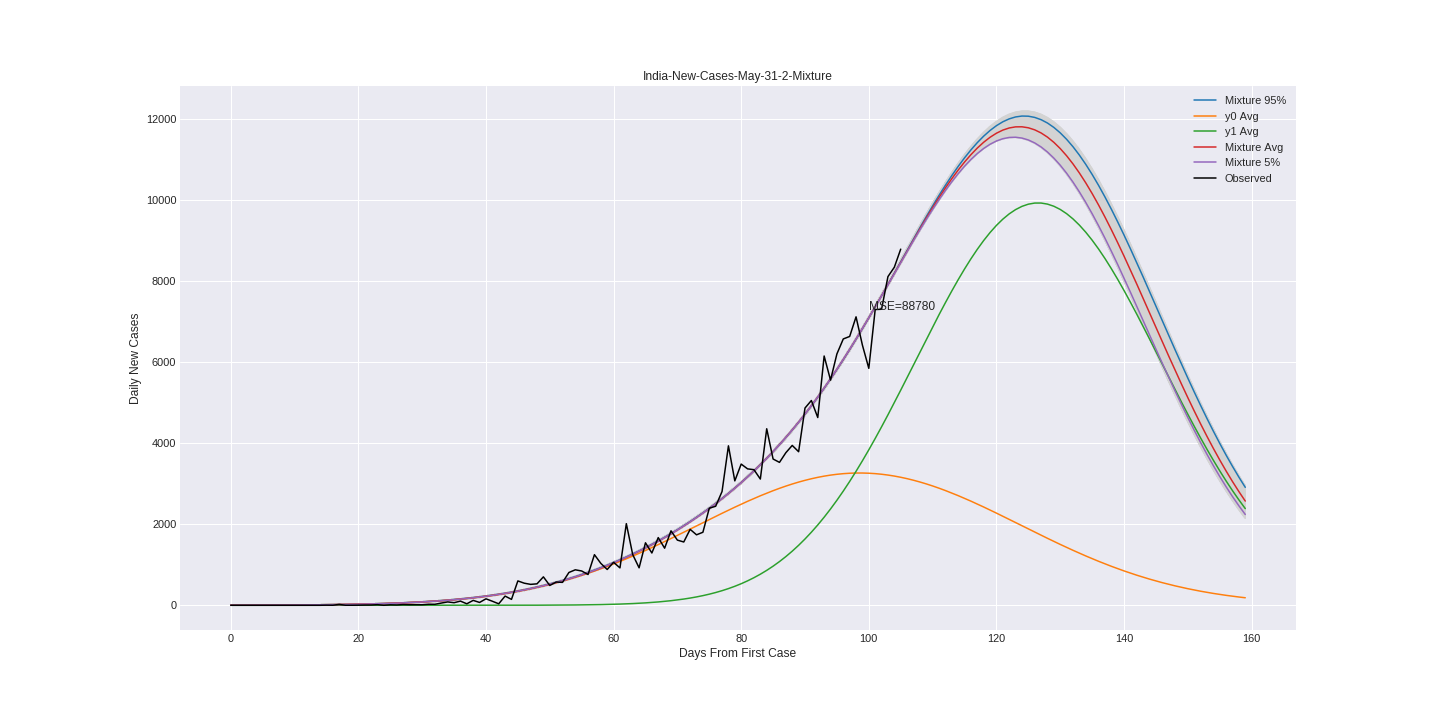 India-New-Cases-May-31-2-Mixture
Mixture 95%
y0 Avg
y1 Avg
Mixture Avg
Mixture 5%
Observed
MSE=88780
Daily New Cases
12000
10000
8000
6000
4000
2000
0
0 20 40 60 80 100 120 140 160
Days From First Case